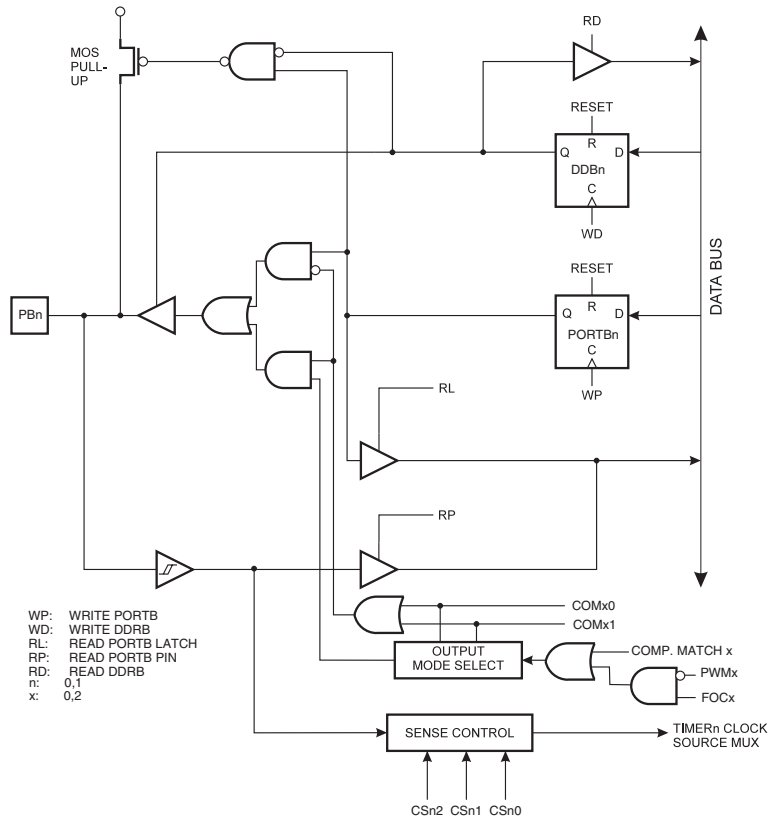 MOS
PULL-
UP
RD
RESET
R
Q
D
DDBn
C
WD
DATA BUS
RESET
R
Q
D
PORTBn
C
WP
PBn
RL
RP
WP: WRITE PORTB
WD: WRITE DDRB
RL: READ PORTB LATCH
RP: READ PORTB PIN
RD: READ DDRB
n: 0,1
x: 0,2
COMx0
COMx1
OUTPUT
MODE SELECT
COMP. MATCH x
PWMx
FOCx
SENSE CONTROL
TIMERn CLOCK
SOURCE MUX
CSn2 CSn1 CSn0